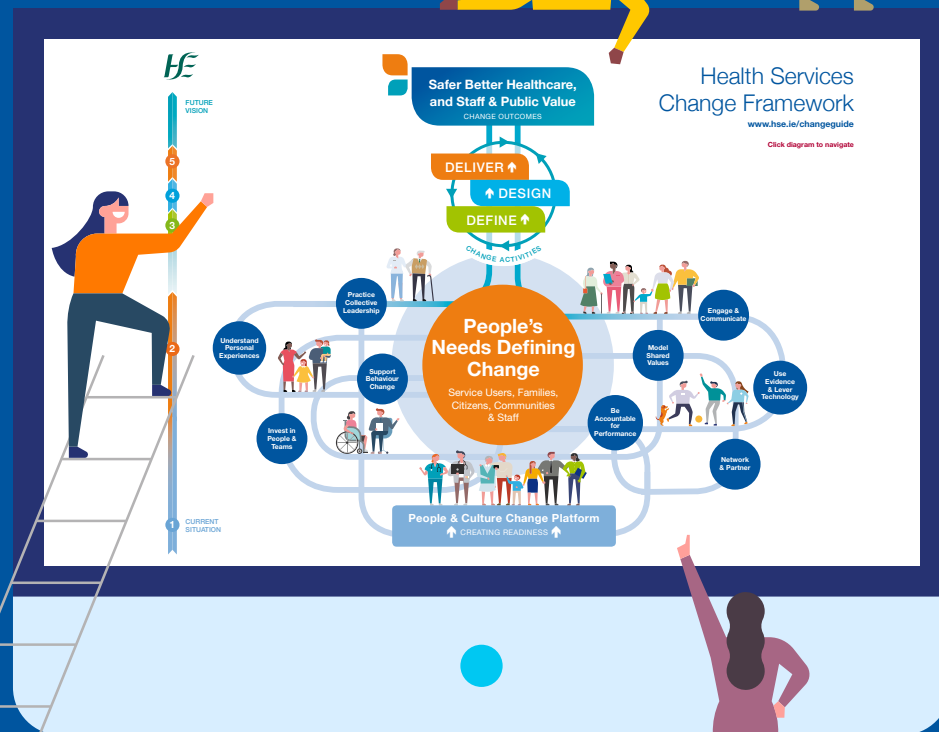 HSE
FUTURE
VISION
5
4
3
2
1
CURRENT
SITUATION
Safer Better Healthcare,
and Staff & Public Value
CHANGE OUTCOMES
Health Services
Change Framework
www.hse.ie/changeguide
Click diagram to navigate
DELIVER
DESIGN
DEFINE
CHANGE ACTIVITIES
Practice
Collective
Leadership
Understand
Personal
Experiences
Support
Behaviour
Change
Invest in
People &
Teams
People's
Needs Defining
Change
Service Users, Families,
Citizens, Communities
& Staff
Engage &
Communicate
Model
Shared
Values
Use
Evidence
& Lever
Technology
Be
Accountable
for
Performance
Network
& Partner
People & Culture Change Platform
CREATING READINESS